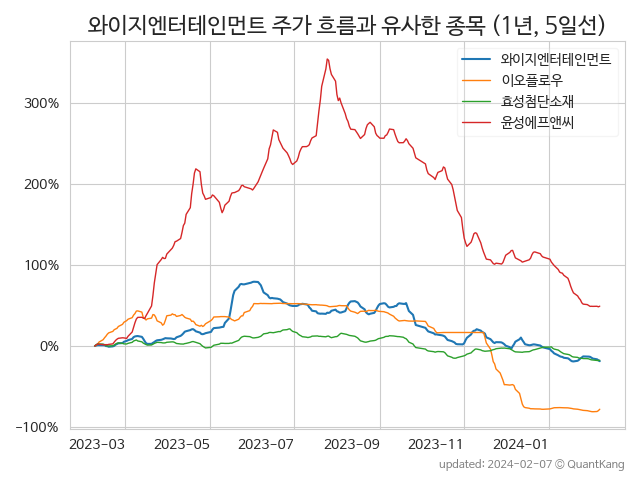 와이지엔터테인먼트 주가 흐름과 유사한 종목 (1년, 5일선)
와이지엔터테인먼트
이오플로우
효성첨단소재
윤성에프앤씨
300%
200%
100%
0%
−100%
2023-03 2023-05 2023-07 2023-09 2023-11 2024-01
updated: 2024-02-07 © QuantKang